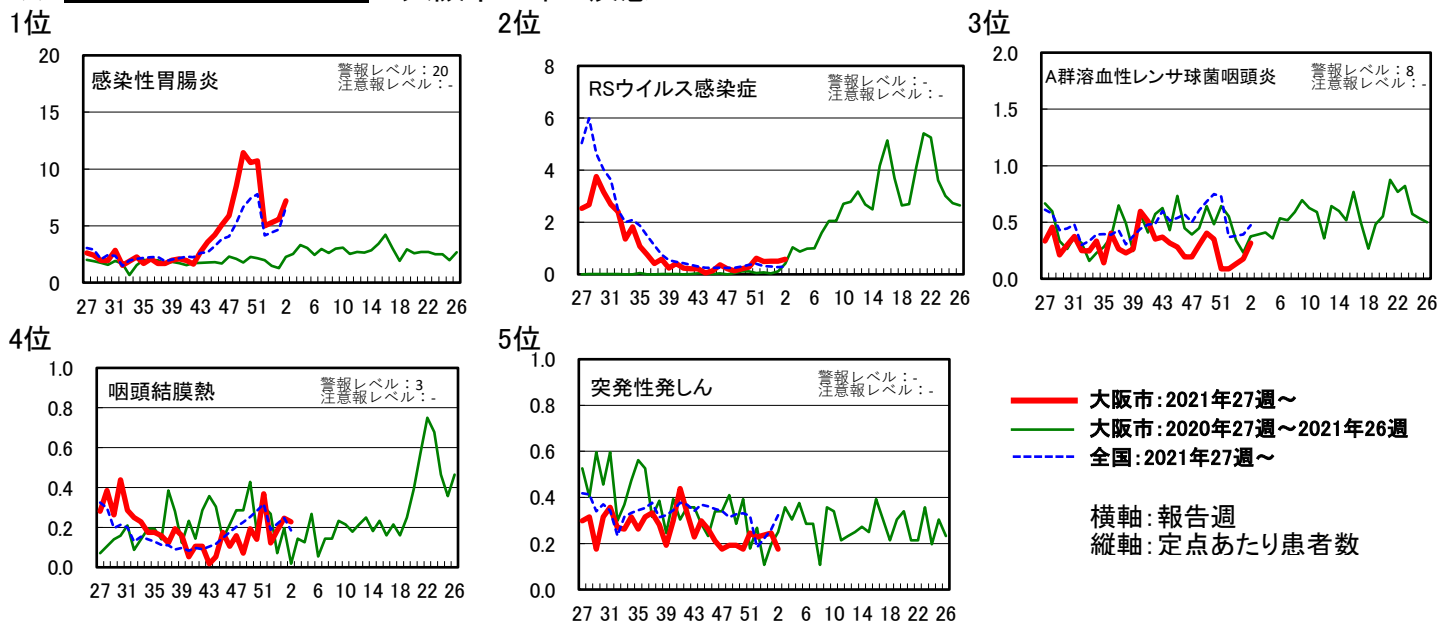 1位
2位
3位
感染性胃腸炎
警報レベル：20
注意報レベル：-
20
15
10
5
0
27 31 35 39 43 47 51 2 6 10 14 18 22 26
RSウイルス感染症
警報レベル：-
注意報レベル：-
8
6
4
2
0
27 31 35 39 43 47 51 2 6 10 14 18 22 26
A群溶血性レンサ球菌咽頭炎
警報レベル：8
注意報レベル：-
2.0
1.5
1.0
0.5
0.0
27 31 35 39 43 47 51 2 6 10 14 18 22 26
4位
5位
咽頭結膜熱
警報レベル：3
注意報レベル：-
1.0
0.8
0.6
0.4
0.2
0.0
27 31 35 39 43 47 51 2 6 10 14 18 22 26
突発性発しん
警報レベル：-
注意報レベル：-
1.0
0.8
0.6
0.4
0.2
0.0
27 31 35 39 43 47 51 2 6 10 14 18 22 26
大阪市：2021年27週～
大阪市：2020年27週～2021年26週
全国：2021年27週～
横軸：報告週
縦軸：定点あたり患者数